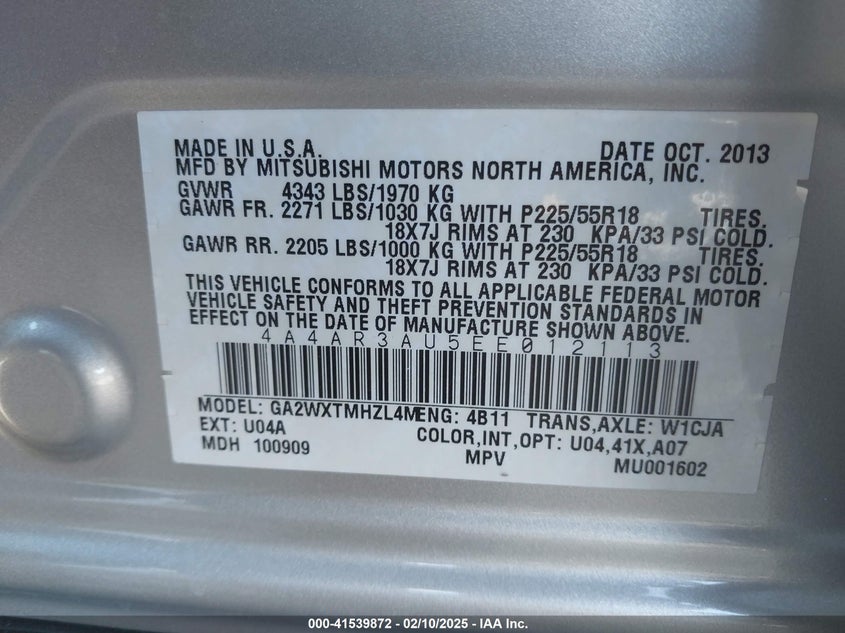 MADE IN U.S.A. DATE OCT. 2013
MFD BY MITSUBISHI MOTORS NORTH AMERICA, INC.
GVWR 4343 LBS/1970 KG
GAWR FR. 2271 LBS/1030 KG WITH P225/55R18 TIRES.
18X7J RIMS AT 230 KPA/33 PSI COLD.
GAWR RR. 2205 LBS/1000 KG WITH P225/55R18 TIRES.
18X7J RIMS AT 230 KPA/33 PSI COLD.
THIS VEHICLE CONFORMS TO ALL APPLICABLE FEDERAL MOTOR
VEHICLE SAFETY AND THEFT PREVENTION STANDARDS IN
EFFECT ON THE DATE OF MANUFACTURE SHOWN ABOVE.
4A4AR3AU5EE012113
MODEL: GA2WXTMHZL4MENG: 4B11 TRANS,AXLE: W1CJA
EXT: U04A COLOR,INT,OPT: U04,41X,A07
MDH 100909 MPV MU001602
000-41539872 - 02/10/2025 - IAA Inc.